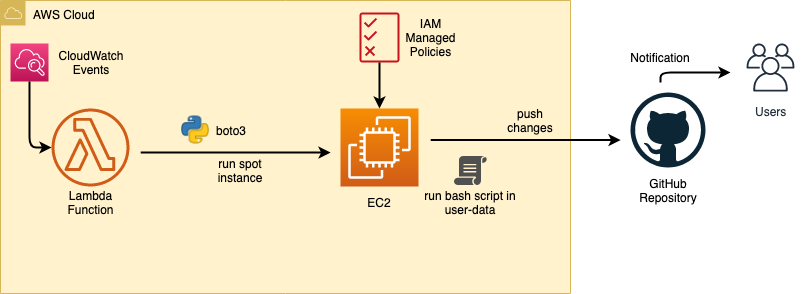 AWS Cloud
CloudWatch
Events
IAM
Managed
Policies
Notification
Users
boto3
run spot
instance
push
changes
Lambda
Function
EC2
run bash script in
user-data
GitHub
Repository